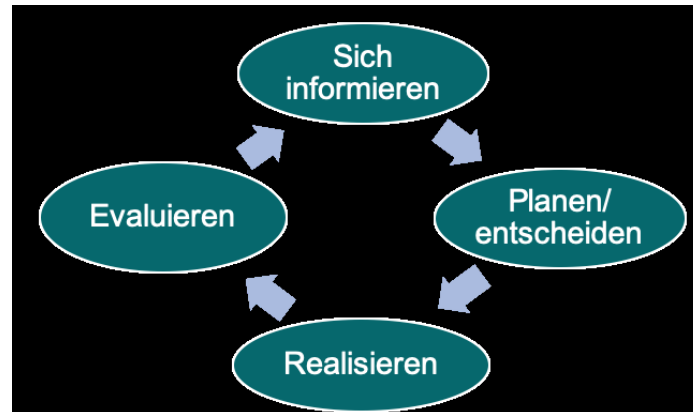 Sich
informieren
Planen/
entscheiden
Realisieren
Evaluieren